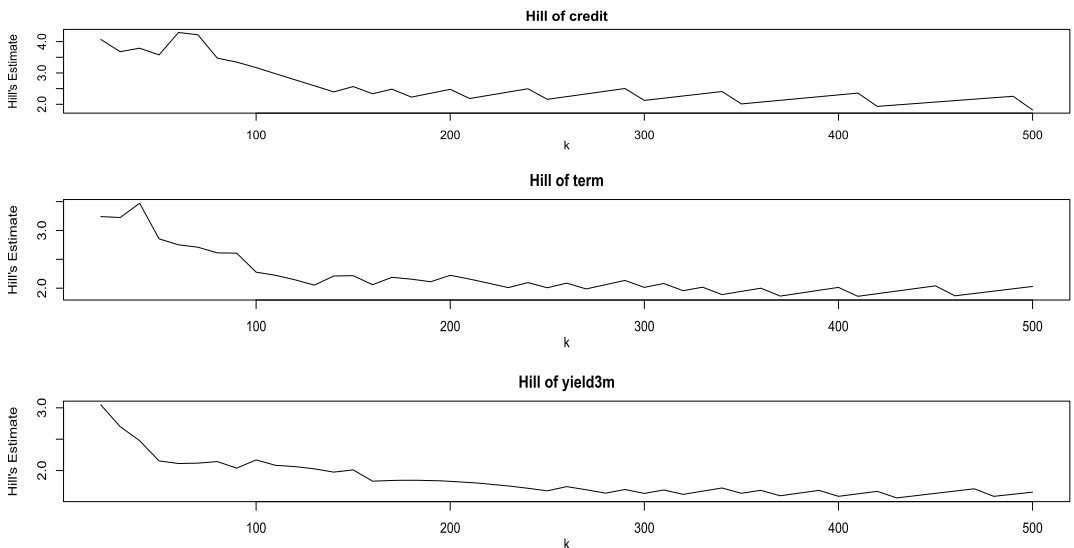 Hill of credit
Hill's Estimate
4.0
3.0
2.0
100 200 300 400 500
k
Hill of term
Hill's Estimate
3.0
2.0
100 200 300 400 500
k
Hill of yield3m
Hill's Estimate
3.0
2.0
100 200 300 400 500
k